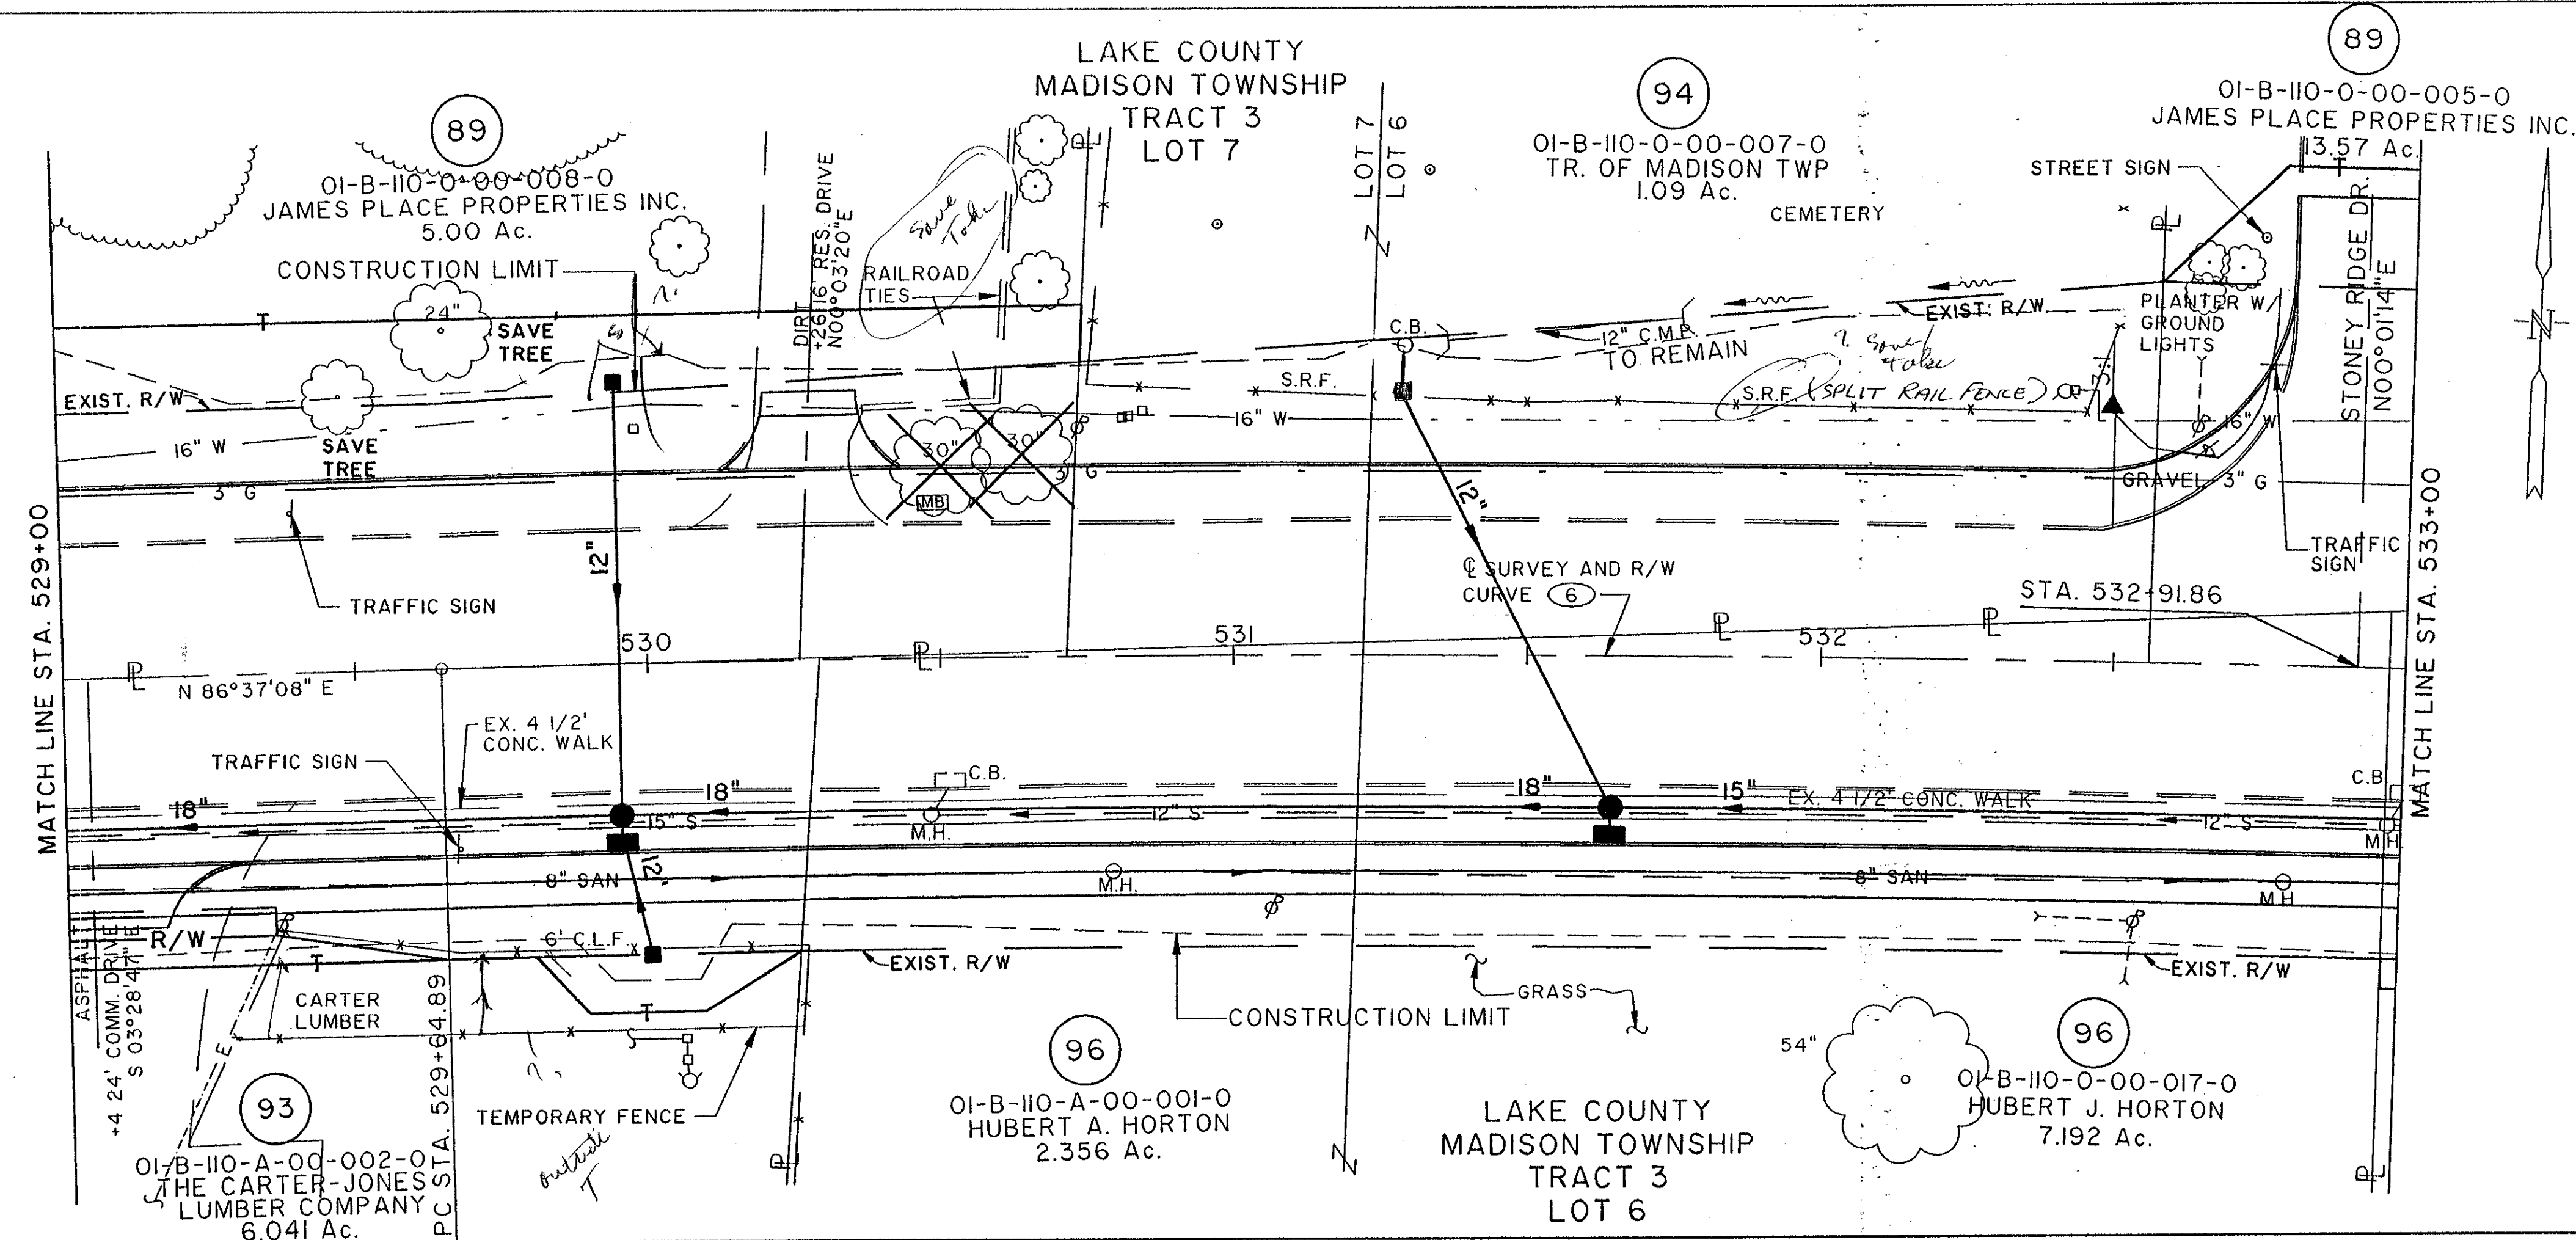 LAKE COUNTY
MADISON TOWNSHIP
TRACT 3
LOT 7
89
01-B-110-0-00-008-0
JAMES PLACE PROPERTIES INC.
5.00 Ac.
CONSTRUCTION LIMIT
24"
SAVE
TREE
EXIST. R/W
16" W
SAVE
TREE
3" G
TRAFFIC SIGN
DIRT
+26 16' RES. DRIVE
N00°03'20"E
Save
RAILROAD
TIES
P L
LOT 7
LOT 6
94
01-B-110-0-00-007-0
TR. OF MADISON TWP
1.09 Ac.
CEMETERY
89
01-B-110-0-00-005-0
JAMES PLACE PROPERTIES INC.
13.57 Ac.
STREET SIGN
STONEY RIDGE DR.
N00°01'14"E
EXIST. R/W
PLANTER W/
GROUND
LIGHTS
C.B.
12" C.M.P.
TO REMAIN
S.R.F.
S.R.F. (SPLIT RAIL FENCE)
16" W
16" W
30"
30"
MB
3" G
GRAVEL 3" G
TRAFFIC
SIGN
12"
12"
N
MATCH LINE STA. 529+00
MATCH LINE STA. 533+00
℄ SURVEY AND R/W
CURVE 6
STA. 532+91.86
530
531
532
P L
P L
P L
P L
N 86°37'08" E
EX. 4 1/2'
CONC. WALK
TRAFFIC SIGN
18"
18"
C.B.
18"
15"
EX. 4 1/2' CONC. WALK
C.B.
15" S
M.H.
12" S
12" S
M.H.
12"
8" SAN
M.H.
8" SAN
M.H.
R/W
6' C.L.F.
EXIST. R/W
EXIST. R/W
T
T
T
T
ASPHALT
+4 24' COMM. DRIVE
S 03°28'47" E
CARTER
LUMBER
PC STA. 529+64.89
E
GRASS
CONSTRUCTION LIMIT
TEMPORARY FENCE
outside
T
93
01-B-110-A-00-002-0
THE CARTER-JONES
LUMBER COMPANY
6.041 Ac.
P L
96
01-B-110-A-00-001-0
HUBERT A. HORTON
2.356 Ac.
LAKE COUNTY
MADISON TOWNSHIP
TRACT 3
LOT 6
54"
96
01-B-110-0-00-017-0
HUBERT J. HORTON
7.192 Ac.
P L